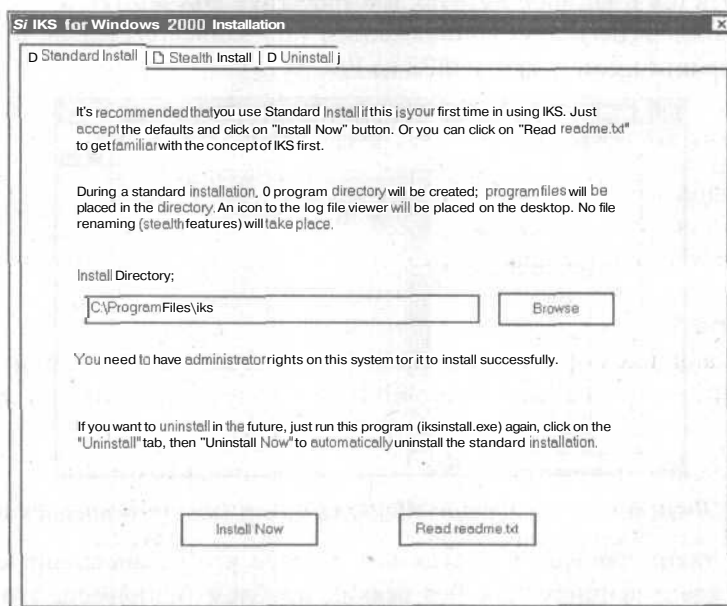 Si IKS for Windows 2000 Installation
D Standard Install | D Stealth Install | D Uninstall j
It's recommended thatyou use Standard Install if this is your first time in using IKS. Just
accept the defaults and click on "Install Now" button. Or you can click on "Read readme.txt"
to get familiar with the concept of IKS first.
During a standard installation, 0 program directory will be created; program files will be
placed in the directory. An icon to the log file viewer will be placed on the desktop. No file
renaming (stealth features) will take place.
Install Directory;
C:\ProgramFiles\iks
Browse
You need to have administrator rights on this system tor it to install successfully.
If you want to uninstall in the future, just run this program (iksinstall.exe) again, click on the
"Uninstall" tab, then "Uninstall Now" to automatically uninstall the standard installation.
Install Now
Read readme.txt